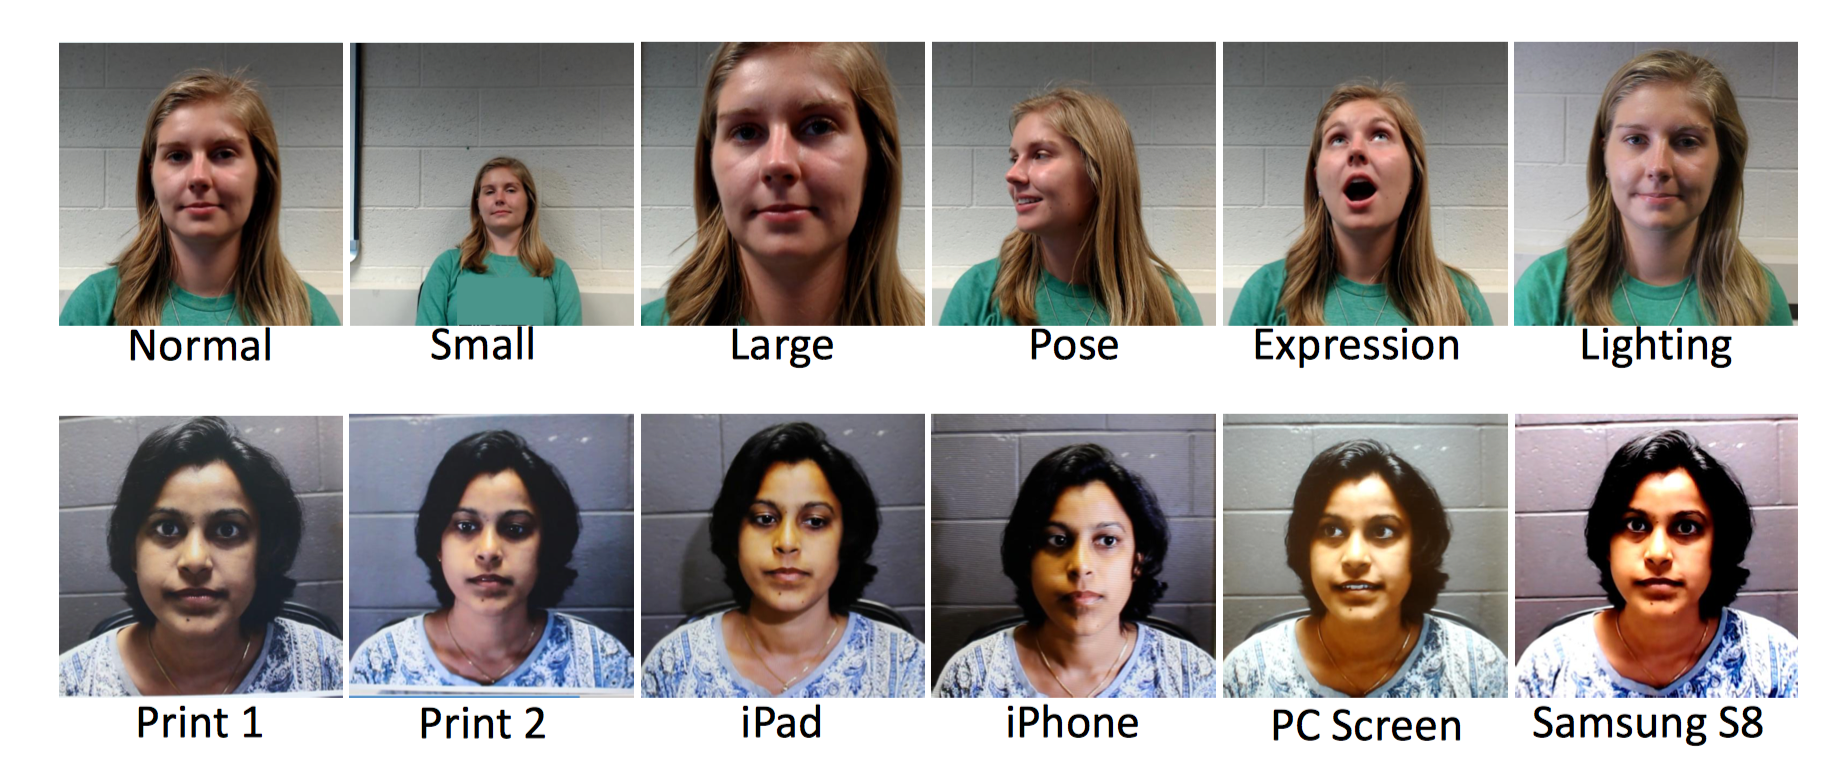 Normal
Small
Large
Pose
Expression
Lighting
Print 1
Print 2
iPad
iPhone
PC Screen
Samsung S8